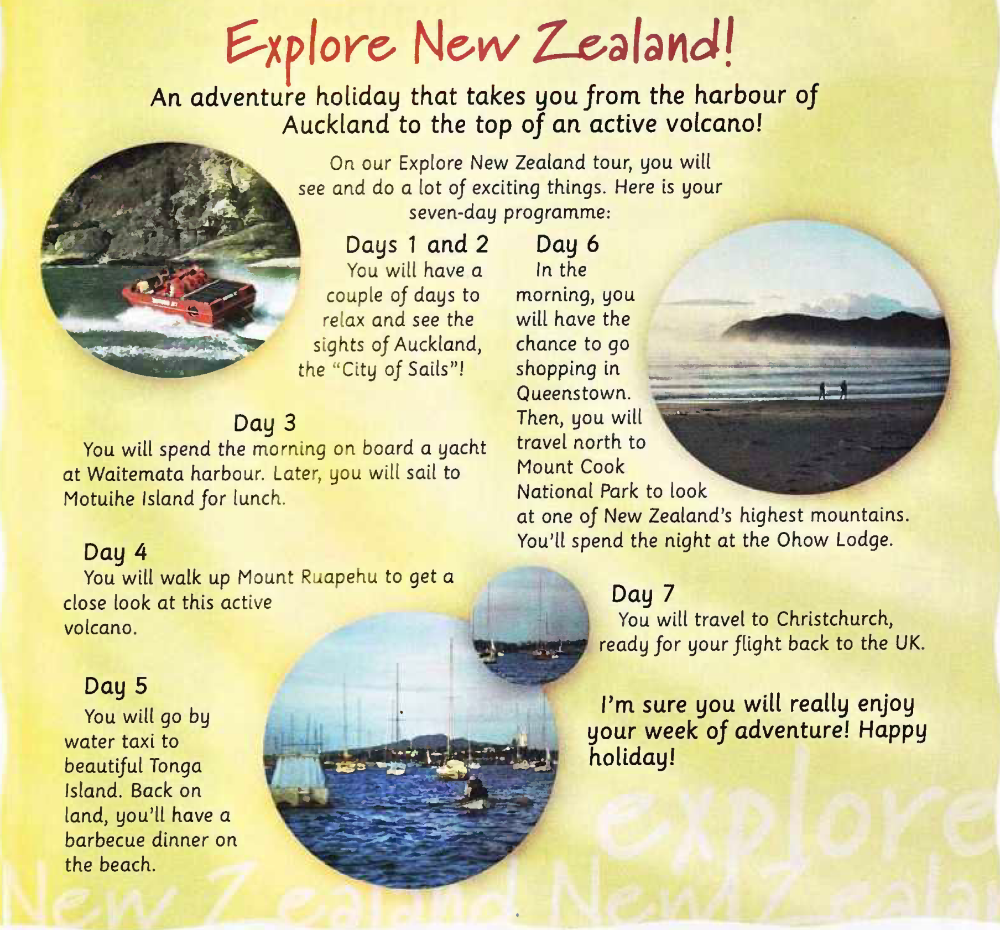 Explore New Zealand!
An adventure holiday that takes you from the harbour of
Auckland to the top of an active volcano!
On our Explore New Zealand tour, you will
see and do a lot of exciting things. Here is your
seven-day programme:
Days 1 and 2
You will have a
couple of days to
relax and see the
sights of Auckland,
the “City of Sails”!
Day 3
You will spend the morning on board a yacht
at Waitemata harbour. Later, you will sail to
Motuihe Island for lunch.
Day 4
You will walk up Mount Ruapehu to get a
close look at this active
volcano.
Day 5
You will go by
water taxi to
beautiful Tonga
Island. Back on
land, you’ll have a
barbecue dinner on
the beach.
Day 6
In the
morning, you
will have the
chance to go
shopping in
Queenstown.
Then, you will
travel north to
Mount Cook
National Park to look
at one of New Zealand’s highest mountains.
You’ll spend the night at the Ohow Lodge.
Day 7
You will travel to Christchurch,
ready for your flight back to the UK.
I’m sure you will really enjoy
your week of adventure! Happy
holiday!
explore
New Zealand New Zealan